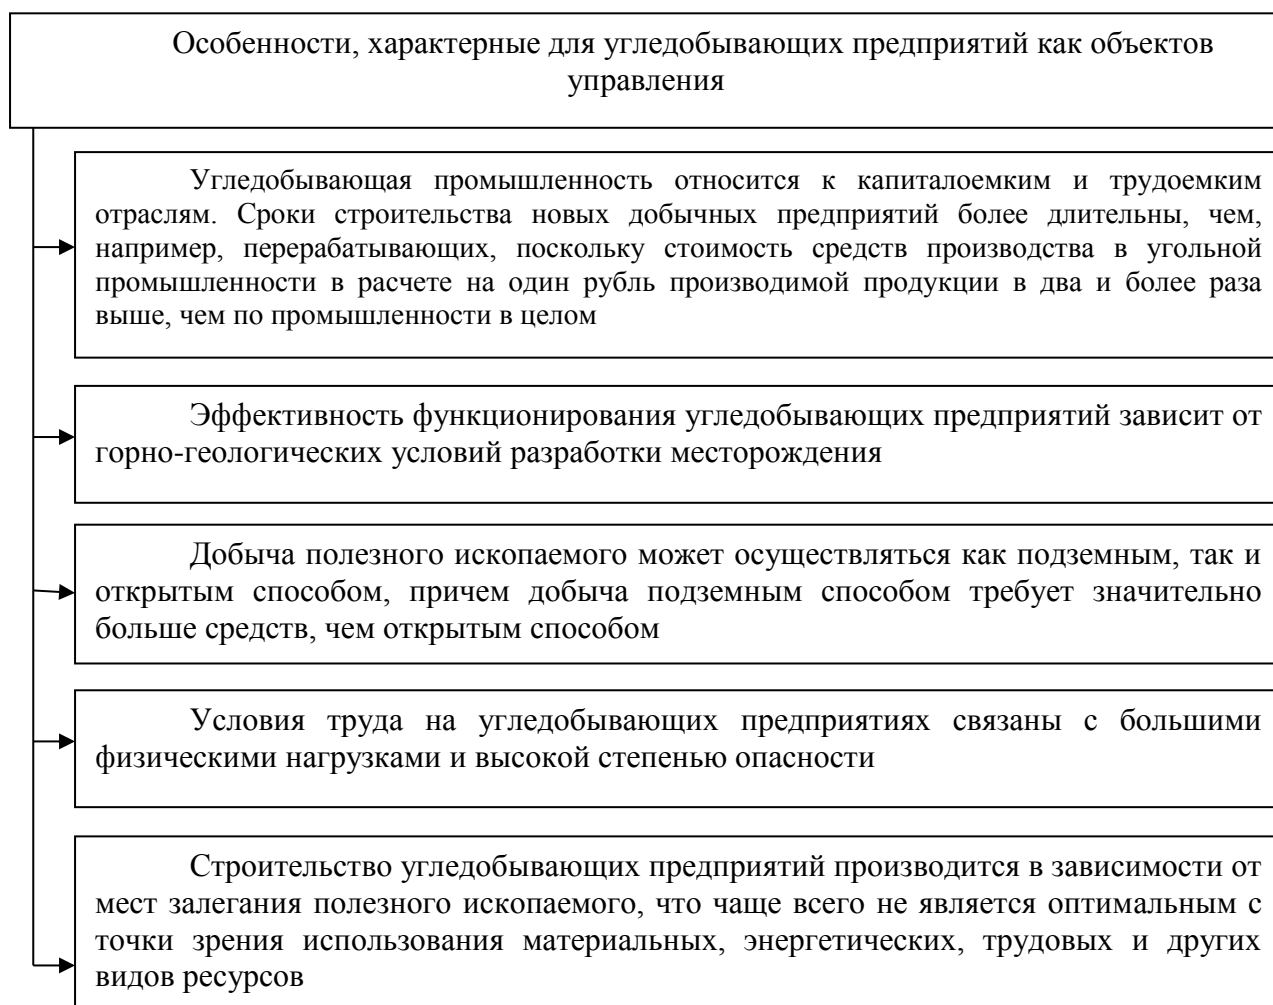 Особенности, характерные для угледобывающих предприятий как объектов
управления
Угледобывающая промышленность относится к капиталоемким и трудоемким
отраслям. Сроки строительства новых добычных предприятий более длительны, чем,
например, перерабатывающих, поскольку стоимость средств производства в угольной
промышленности в расчете на один рубль производимой продукции в два и более раза
выше, чем по промышленности в целом
Эффективность функционирования угледобывающих предприятий зависит от
горно-геологических условий разработки месторождения
Добыча полезного ископаемого может осуществляться как подземным, так и
открытым способом, причем добыча подземным способом требует значительно
больше средств, чем открытым способом
Условия труда на угледобывающих предприятиях связаны с большими
физическими нагрузками и высокой степенью опасности
Строительство угледобывающих предприятий производится в зависимости от
мест залегания полезного ископаемого, что чаще всего не является оптимальным с
точки зрения использования материальных, энергетических, трудовых и других
видов ресурсов